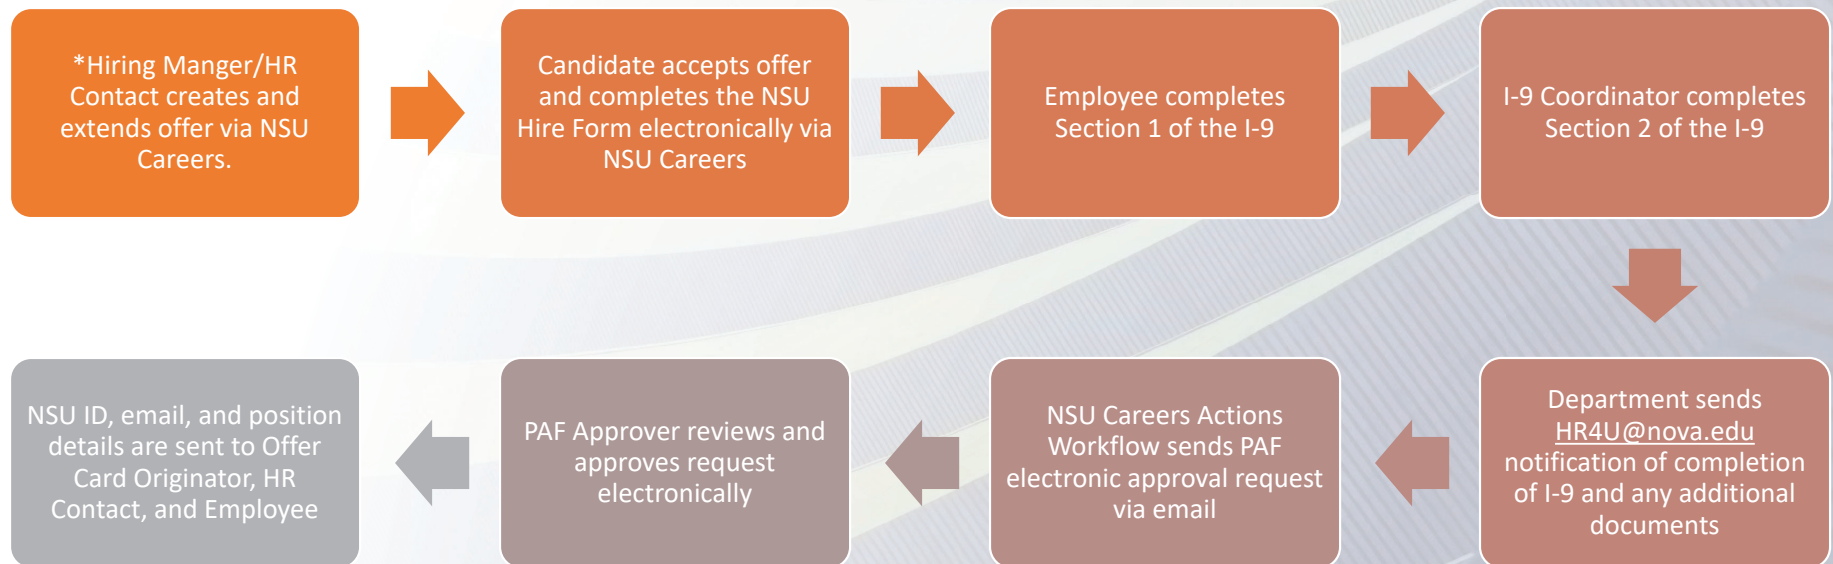 *Hiring Manger/HR
Contact creates and
extends offer via NSU
Careers.
Candidate accepts offer
and completes the NSU
Hire Form electronically via
NSU Careers
Employee completes
Section 1 of the I-9
I-9 Coordinator completes
Section 2 of the I-9
Department sends
HR4U@nova.edu
notification of completion
of I-9 and any additional
documents
NSU Careers Actions
Workflow sends PAF
electronic approval request
via email
PAF Approver reviews and
approves request
electronically
NSU ID, email, and position
details are sent to Offer
Card Originator, HR
Contact, and Employee